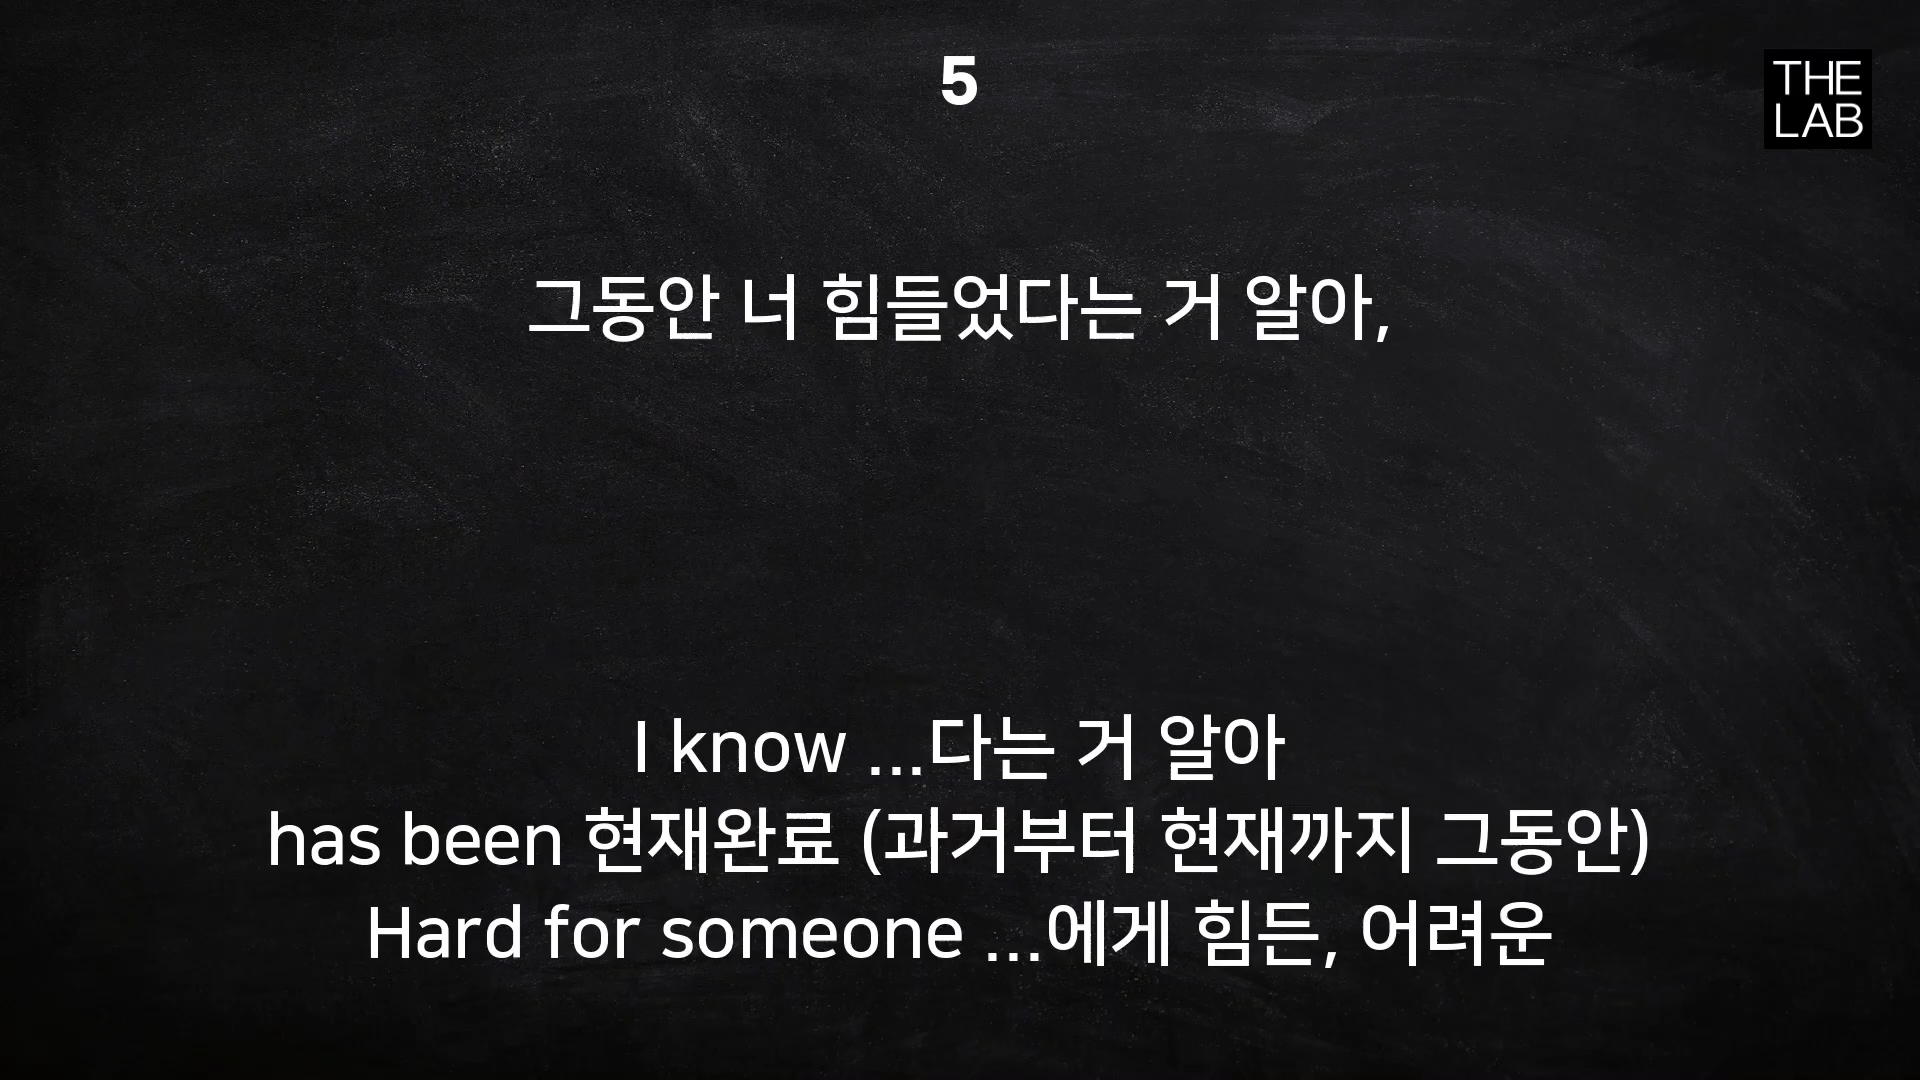 5
THE
LAB
그동안 너 힘들었다는 거 알아,
I know ...다는 거 알아
has been 현재완료 (과거부터 현재까지 그동안)
Hard for someone ...에게 힘든, 어려운